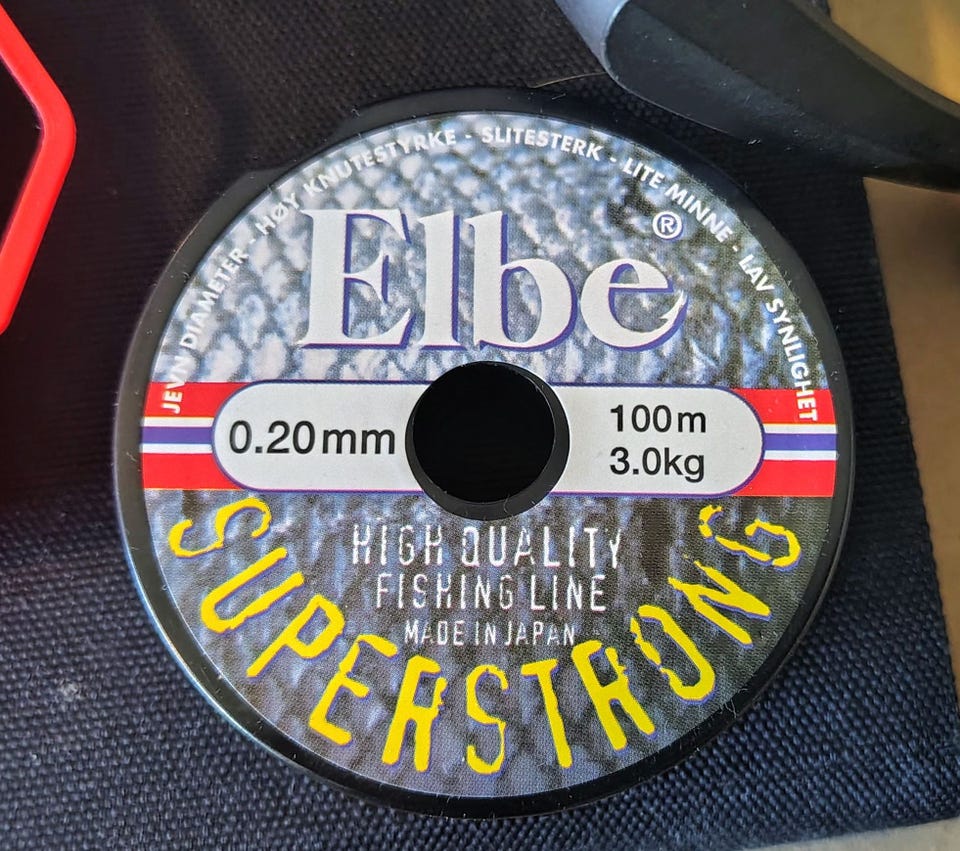 JEVN DIAMETER - HØY KNUTESTYRKE - SLITESTERK - LITE MINNE - LAV SYNLIGHET
Elbe®
0.20mm
100m
3.0kg
HIGH QUALITY
FISHING LINE
MADE IN JAPAN
SUPERSTRONG